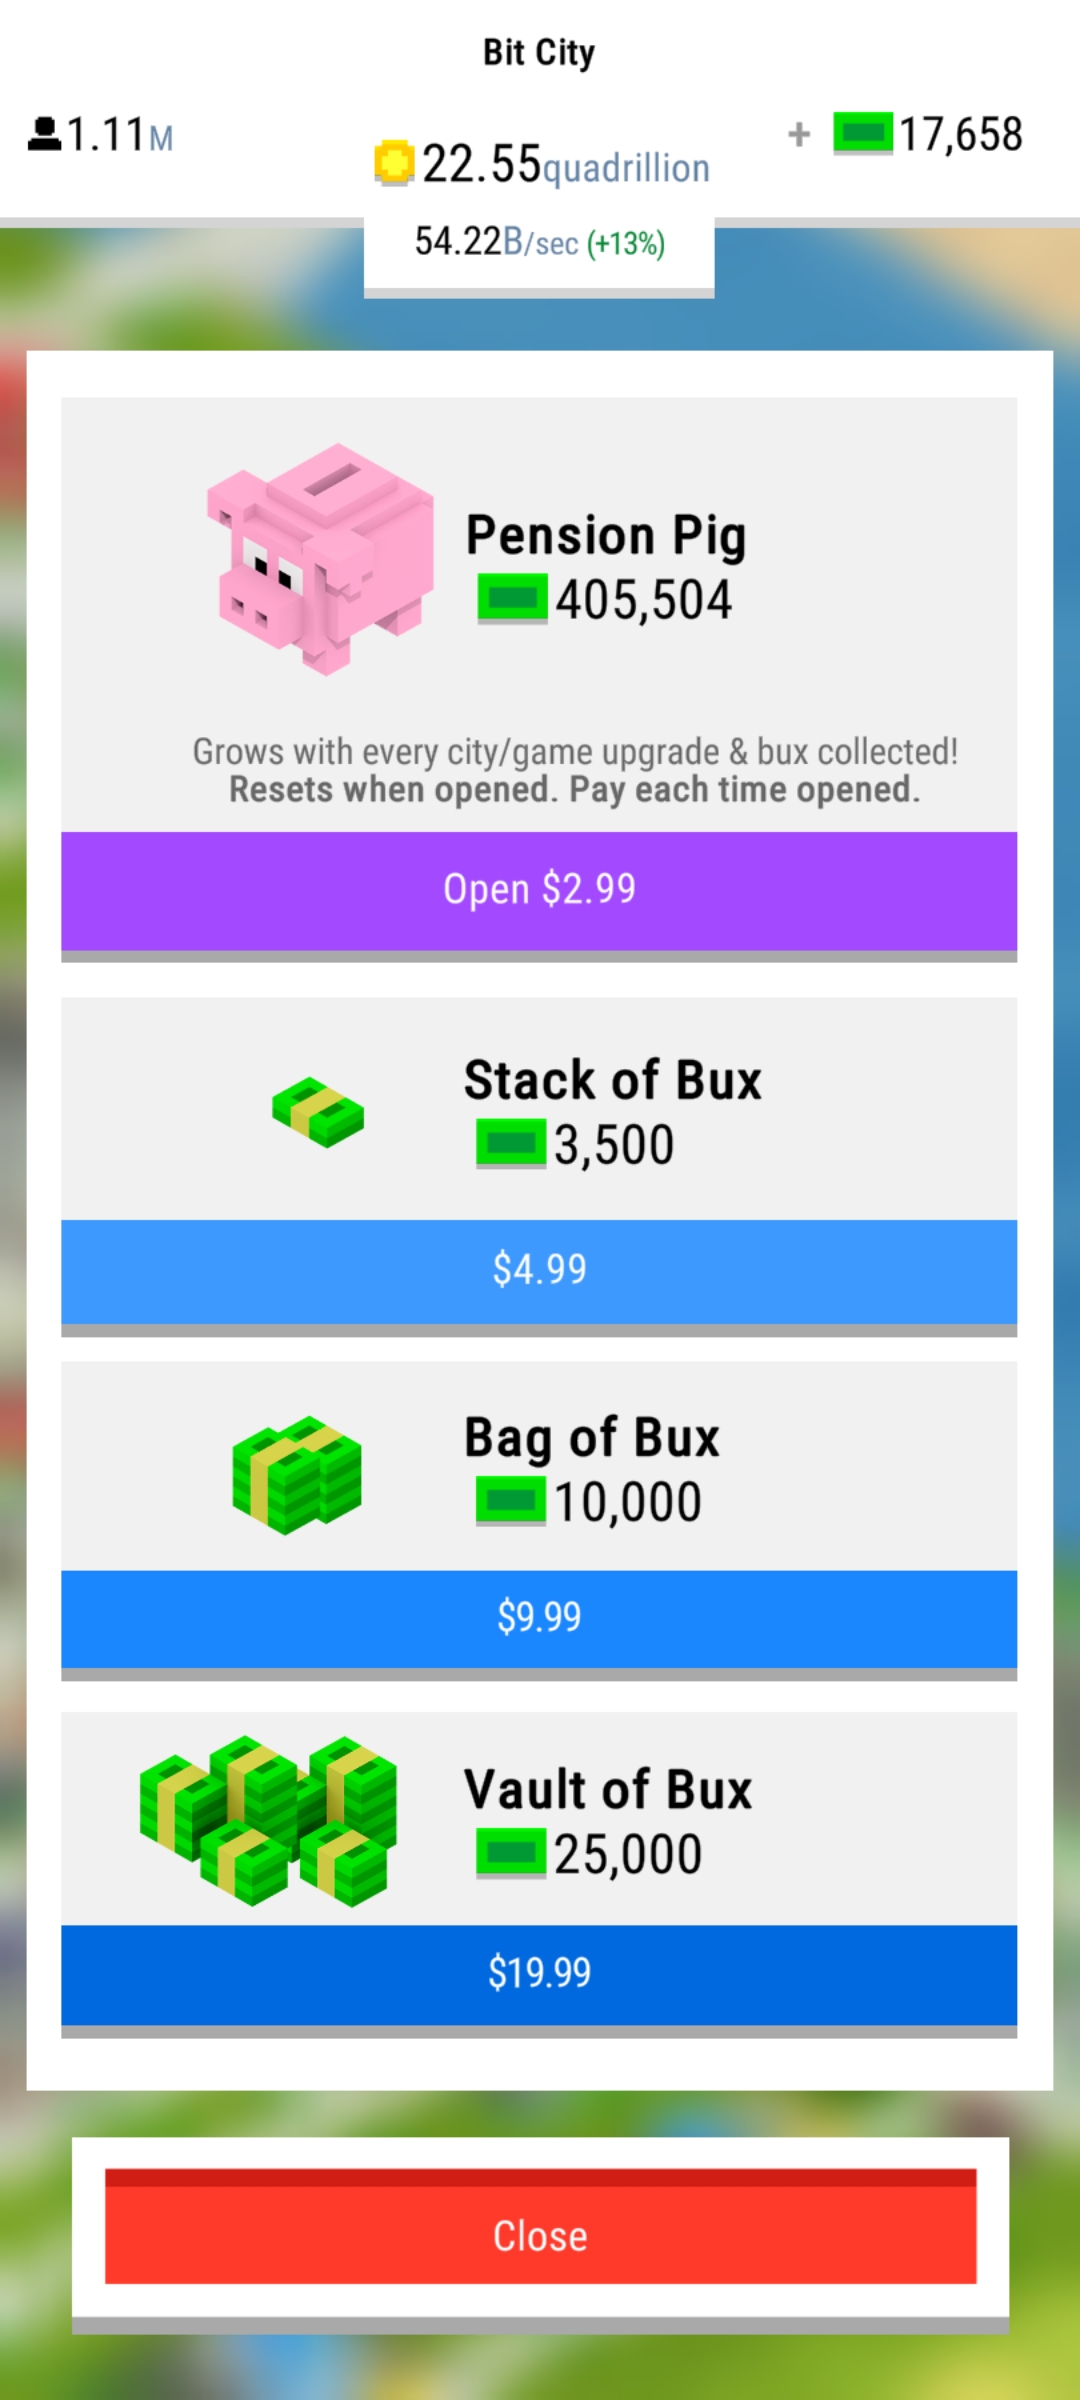 Bit City
1.11M
22.55quadrillion
+ 17,658
54.22B/sec (+13%)
Pension Pig
405,504
Grows with every city/game upgrade & bux collected!
Resets when opened. Pay each time opened.
Open $2.99
Stack of Bux
3,500
$4.99
Bag of Bux
10,000
$9.99
Vault of Bux
25,000
$19.99
Close